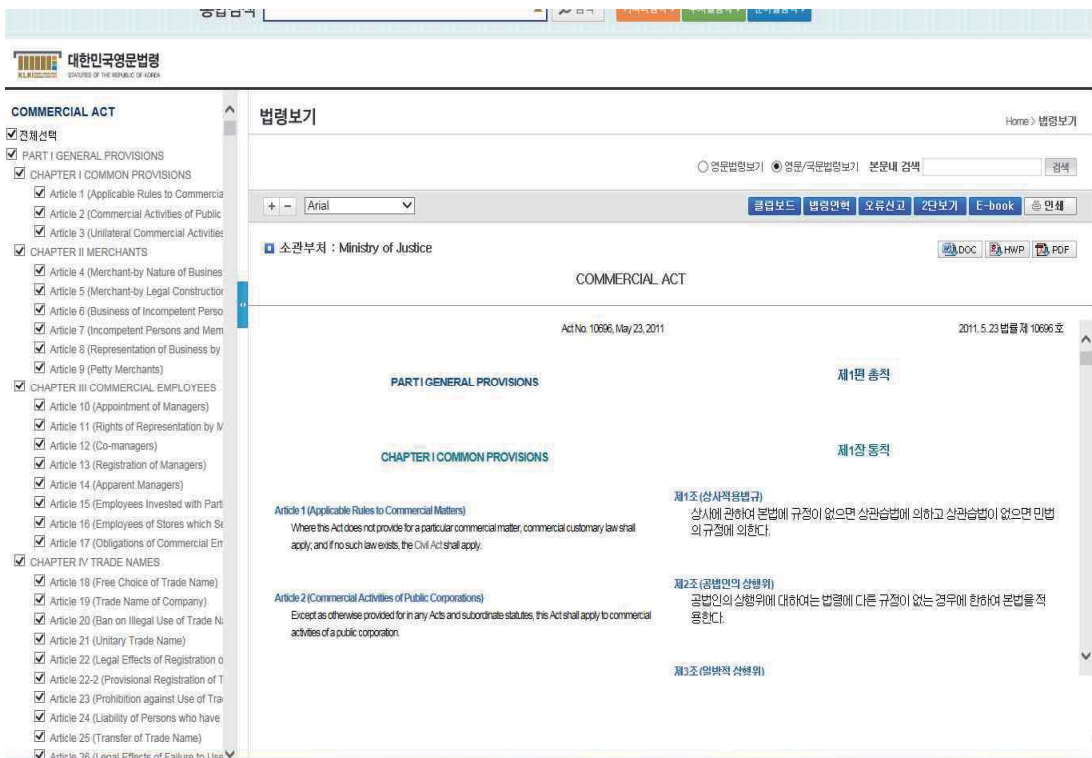 통합검색
검색
KLRI
대한민국영문법령
STATUTES OF THE REPUBLIC OF KOREA
COMMERCIAL ACT
전체선택
PART I GENERAL PROVISIONS
CHAPTER I COMMON PROVISIONS
Article 1 (Applicable Rules to Commercia
Article 2 (Commercial Activities of Public
Article 3 (Unilateral Commercial Activities
CHAPTER II MERCHANTS
Article 4 (Merchant-by Nature of Busines
Article 5 (Merchant-by Legal Construction
Article 6 (Business of Incompetent Perso
Article 7 (Incompetent Persons and Mem
Article 8 (Representation of Business by
Article 9 (Petty Merchants)
CHAPTER III COMMERCIAL EMPLOYEES
Article 10 (Appointment of Managers)
Article 11 (Rights of Representation by M
Article 12 (Co-managers)
Article 13 (Registration of Managers)
Article 14 (Apparent Managers)
Article 15 (Employees Invested with Parti
Article 16 (Employees of Stores which Se
Article 17 (Obligations of Commercial Em
CHAPTER IV TRADE NAMES
Article 18 (Free Choice of Trade Name)
Article 19 (Trade Name of Company)
Article 20 (Ban on Illegal Use of Trade Na
Article 21 (Unitary Trade Name)
Article 22 (Legal Effects of Registration o
Article 22-2 (Provisional Registration of T
Article 23 (Prohibition against Use of Tra
Article 24 (Liability of Persons who have
Article 25 (Transfer of Trade Name)
Article 26 (Legal Effects of Failure to Use
법령보기
Home > 법령보기
영문법령보기 영문/국문법령보기 본문내 검색 검색
+ - Arial
클립보드 법령연혁 오류신고 2단보기 E-book 인쇄
소관부처 : Ministry of Justice
DOC HWP PDF
COMMERCIAL ACT
Act No. 10696, May 23, 2011
2011. 5. 23 법률 제 10696 호
PART I GENERAL PROVISIONS
제1편 총칙
CHAPTER I COMMON PROVISIONS
제1장 통칙
Article 1 (Applicable Rules to Commercial Matters)
Where this Act does not provide for a particular commercial matter, commercial customary law shall
apply; and if no such law exists, the Civil Act shall apply.
제1조 (상사적용법규)
상사에 관하여 본법에 규정이 없으면 상관습법에 의하고 상관습법이 없으면 민법
의 규정에 의한다.
Article 2 (Commercial Activities of Public Corporations)
Except as otherwise provided for in any Acts and subordinate statutes, this Act shall apply to commercial
activities of a public corporation.
제2조 (공법인의 상행위)
공법인의 상행위에 대하여는 법령에 다른 규정이 없는 경우에 한하여 본법을 적
용한다.
제3조 (일방적 상행위)